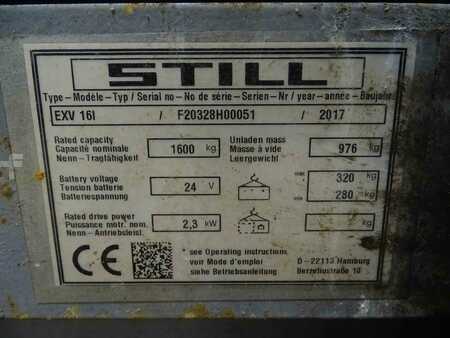 STILL
Type – Modèle – Typ / Serial no – No de série – Serien – Nr / year – année – Baujahr
EXV 16I / F20328H00051 / 2017
Rated capacity
Capacité nominale
Nenn – Tragfähigkeit
1600 kg
Unladen mass
Masse à vide
Leergewicht
976 kg
Battery voltage
Tension batterie
Batteriespannung
24 V
max 320 kg
min 280 kg
Rated drive power
Puissance motr. nom.
Nenn – Antriebsleist.
2,3 kW
kg
CE
* see Operating instructions
voir Mode d'emploi
siehe Betriebsanleitung
D – 22113 Hamburg
Berzeliusstraße 10